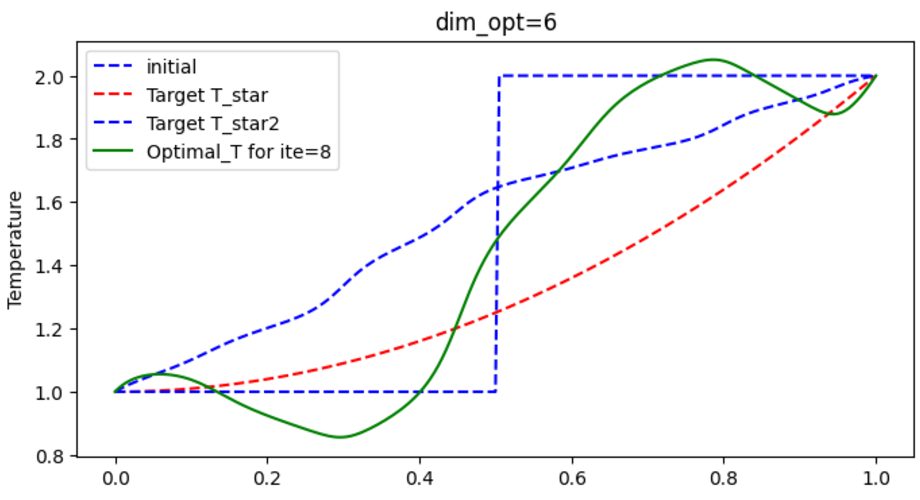 dim_opt=6
initial
Target T_star
Target T_star2
Optimal_T for ite=8
Temperature
2.0
1.8
1.6
1.4
1.2
1.0
0.8
0.0 0.2 0.4 0.6 0.8 1.0